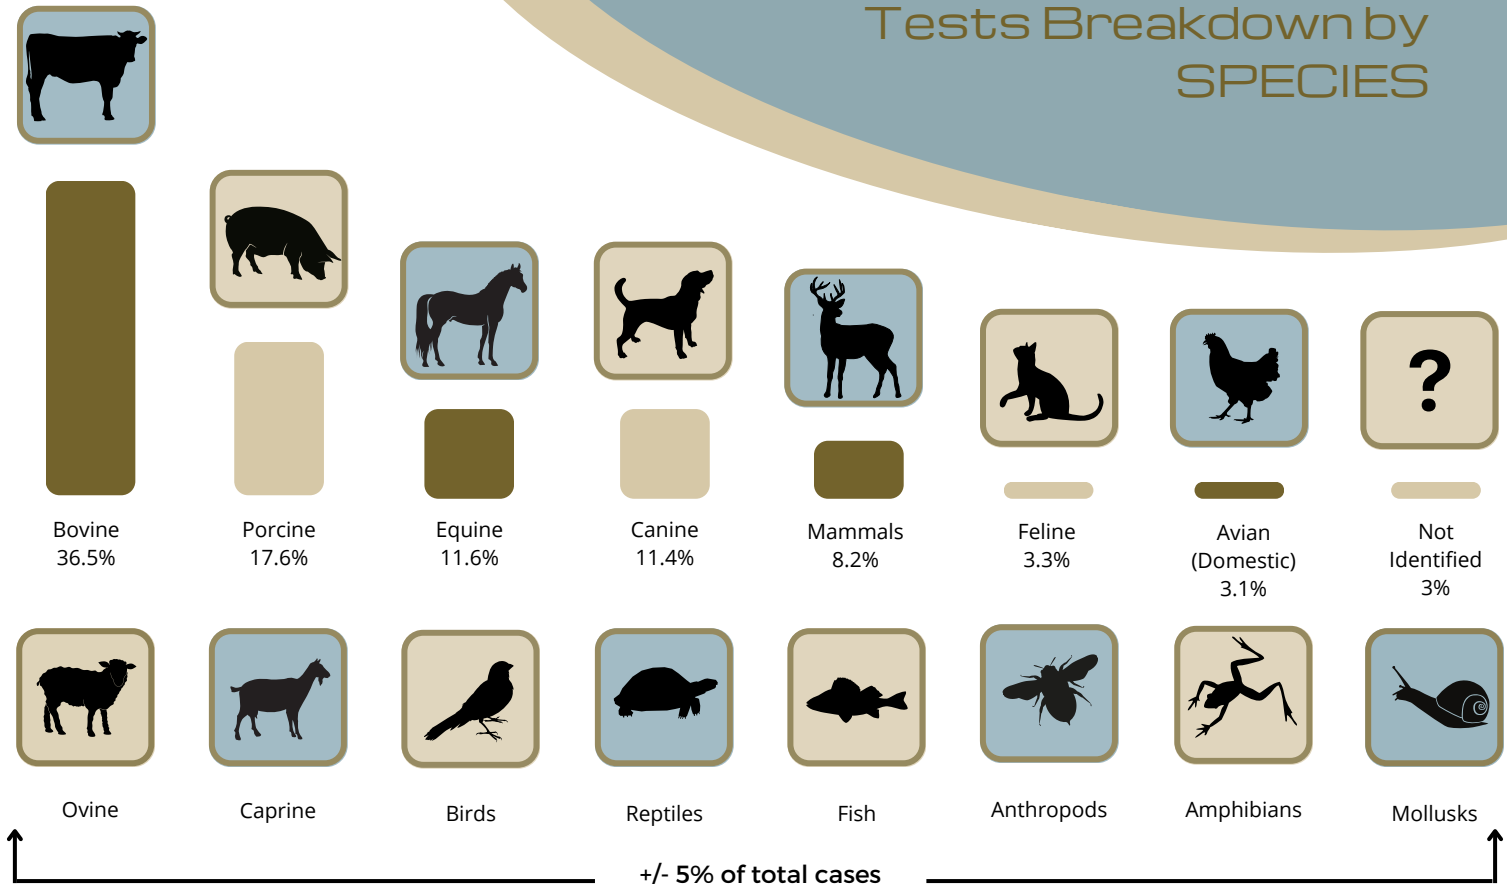 Tests Breakdown by
SPECIES
?
Bovine
36.5%
Porcine
17.6%
Equine
11.6%
Canine
11.4%
Mammals
8.2%
Feline
3.3%
Avian
(Domestic)
3.1%
Not
Identified
3%
Ovine
Caprine
Birds
Reptiles
Fish
Anthropods
Amphibians
Mollusks
+/- 5% of total cases